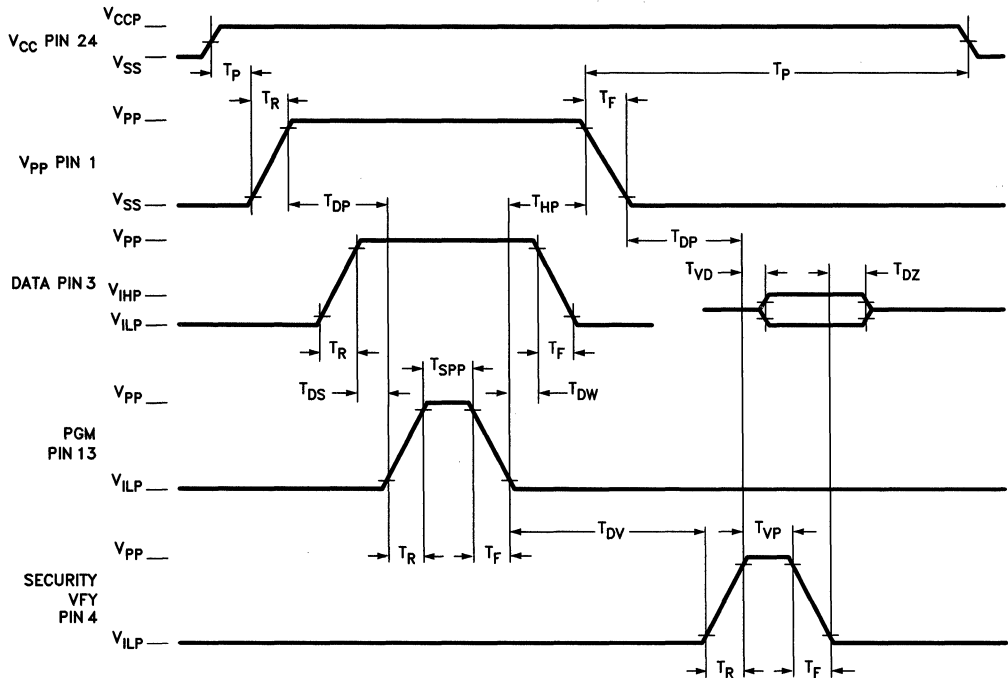 VCCP
VCC PIN 24
VSS
TP
TP
TR
TF
VPP
VPP PIN 1
VSS
TDP
THP
VPP
TDP
TVD
TDZ
DATA PIN 3
VIHP
VILP
TR
TSPP
TF
TDS
TDW
VPP
PGM
PIN 13
VILP
TDV
TVP
VPP
TR
TF
SECURITY
VFY
PIN 4
VILP
TR
TF